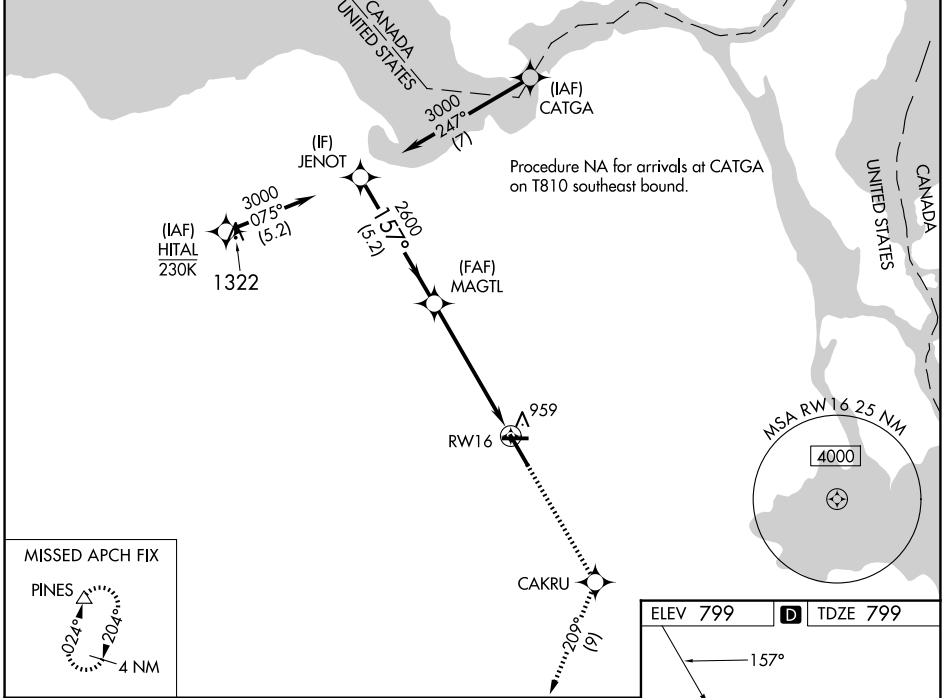 CANADA
UNITED STATES
(IAF)
CATGA
3000
247°
(7)
(IF)
JENOT
Procedure NA for arrivals at CATGA
on T810 southeast bound.
CANADA
UNITED STATES
3000
075°
(5.2)
(IAF)
HITAL
230K
1322
2600
157°
(5.2)
(FAF)
MAGTL
959
RW16
MSA RW16 25 NM
4000
MISSED APCH FIX
PINES
024°
204°
4 NM
CAKRU
209°
(9)
ELEV 799 D TDZE 799
157°